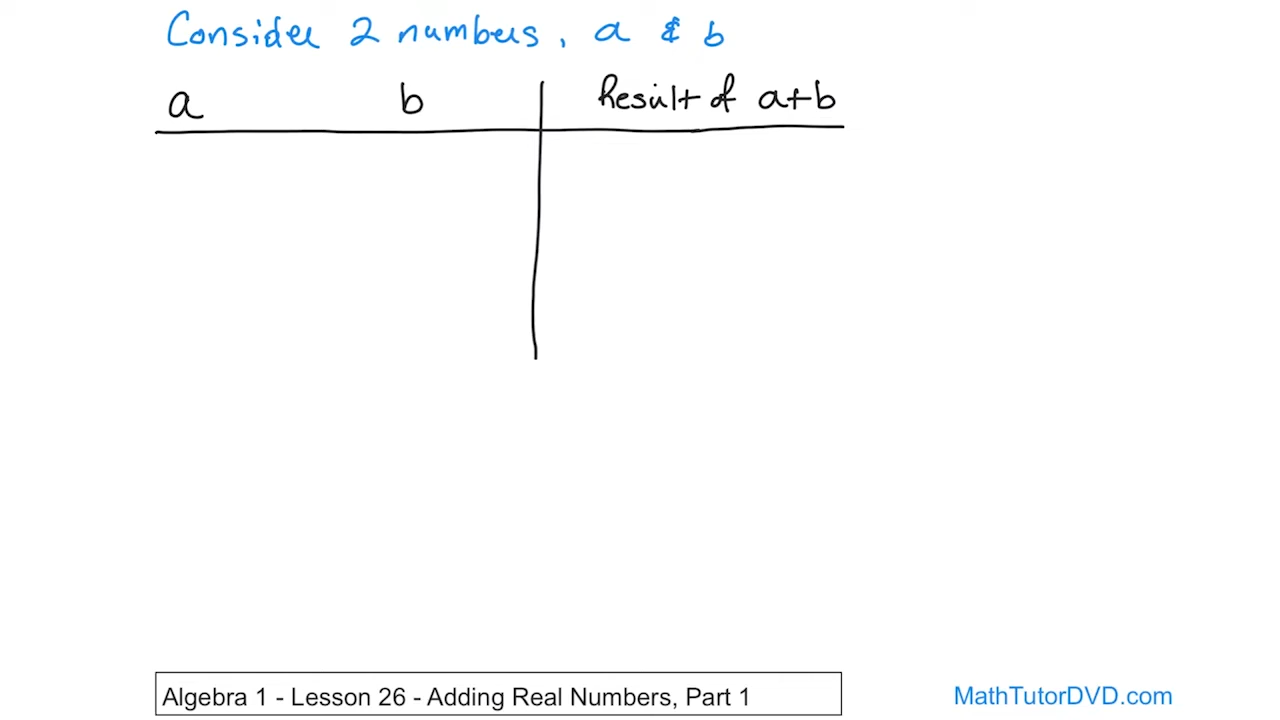 Consider 2 numbers, a & b
a b Result of a+b
Algebra 1 - Lesson 26 - Adding Real Numbers, Part 1
MathTutorDVD.com